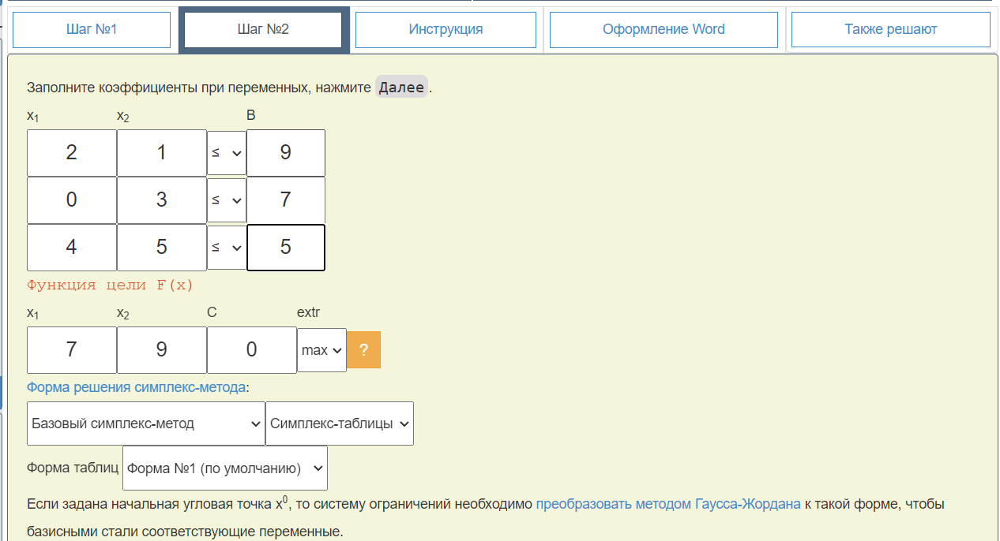 Шаг №1 Шаг №2 Инструкция Оформление Word Также решают
Заполните коэффициенты при переменных, нажмите Далее.
x₁ x₂ B
2 1 ≤ 9
0 3 ≤ 7
4 5 ≤ 5
Функция цели F(x)
x₁ x₂ C extr
7 9 0 max ?
Форма решения симплекс-метода:
Базовый симплекс-метод Симплекс-таблицы
Форма таблиц Форма №1 (по умолчанию)
Если задана начальная угловая точка x⁰, то систему ограничений необходимо преобразовать методом Гаусса-Жордана к такой форме, чтобы
базисными стали соответствующие переменные.